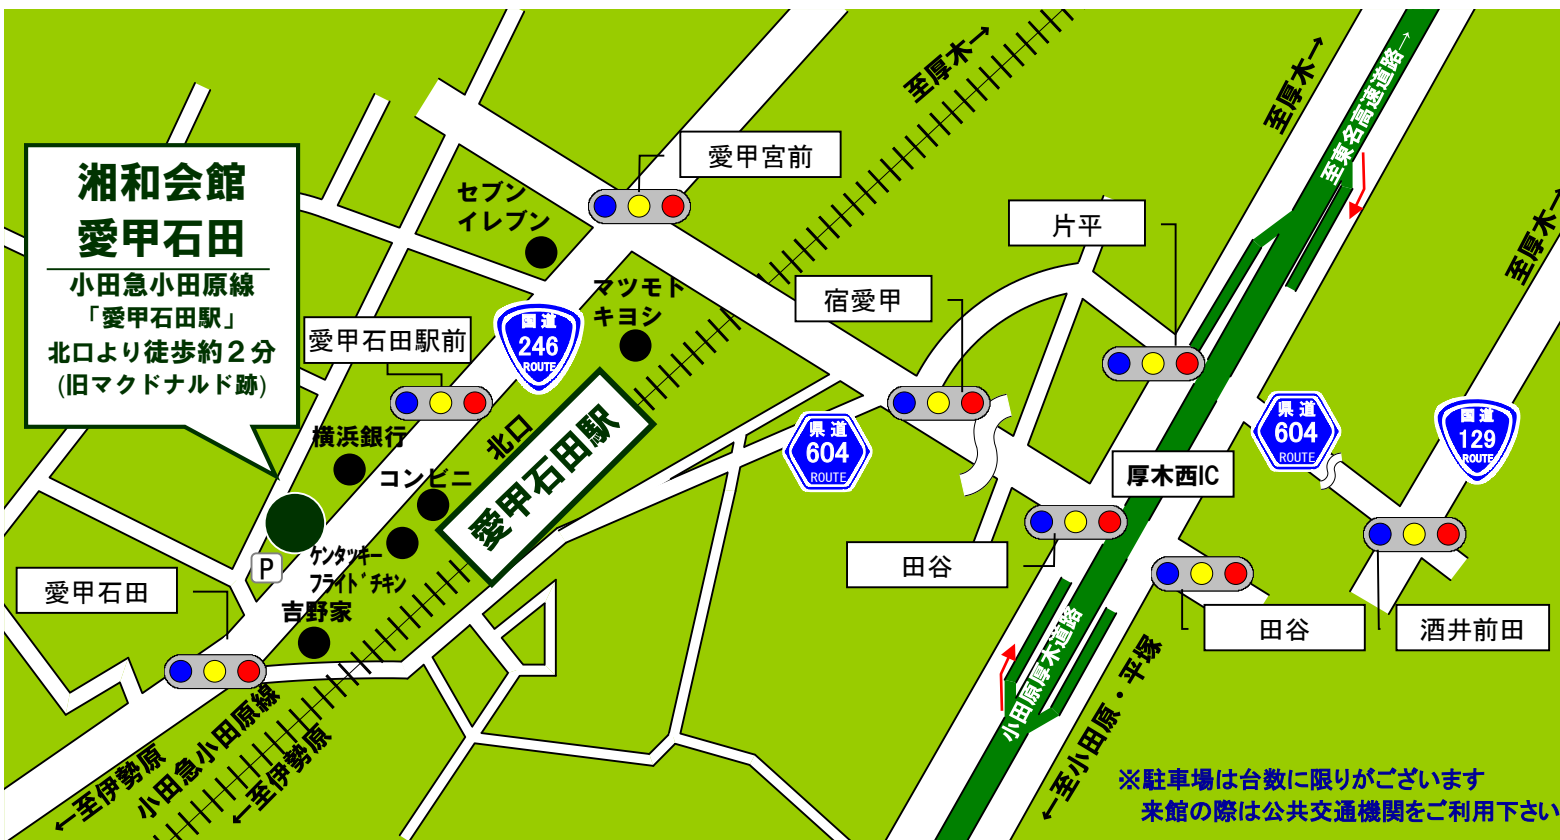 湘和会館
愛甲石田
小田急小田原線
「愛甲石田駅」
北口より徒歩約２分
(旧マクドナルド跡)
愛甲宮前
セブン
イレブン
至厚木→
至厚木→
至東名高速道路→
至厚木→
片平
宿愛甲
マツモト
キヨシ
国道
246
ROUTE
愛甲石田駅前
横浜銀行
北口
コンビニ
愛甲石田駅
県道
604
ROUTE
県道
604
ROUTE
国道
129
ROUTE
厚木西IC
P
ケンタッキー
フライドチキン
吉野家
愛甲石田
田谷
田谷
酒井前田
小田原厚木道路
←至小田原・平塚
←至伊勢原
小田急小田原線
←至伊勢原
※駐車場は台数に限りがございます
来館の際は公共交通機関をご利用下さい